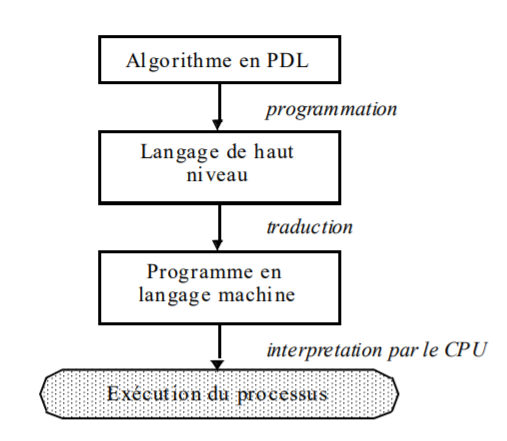 Algorithme en PDL
programmation
Langage de haut
niveau
traduction
Programme en
langage machine
interpretation par le CPU
Exécution du processus